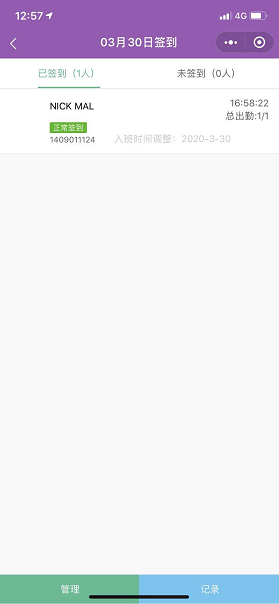 12:57 4G
03月30日签到
已签到（1人） 未签到（0人）
NICK MAL 16:58:22
总出勤:1/1
正常签到
1409011124 入班时间调整：2020-3-30
管理 记录